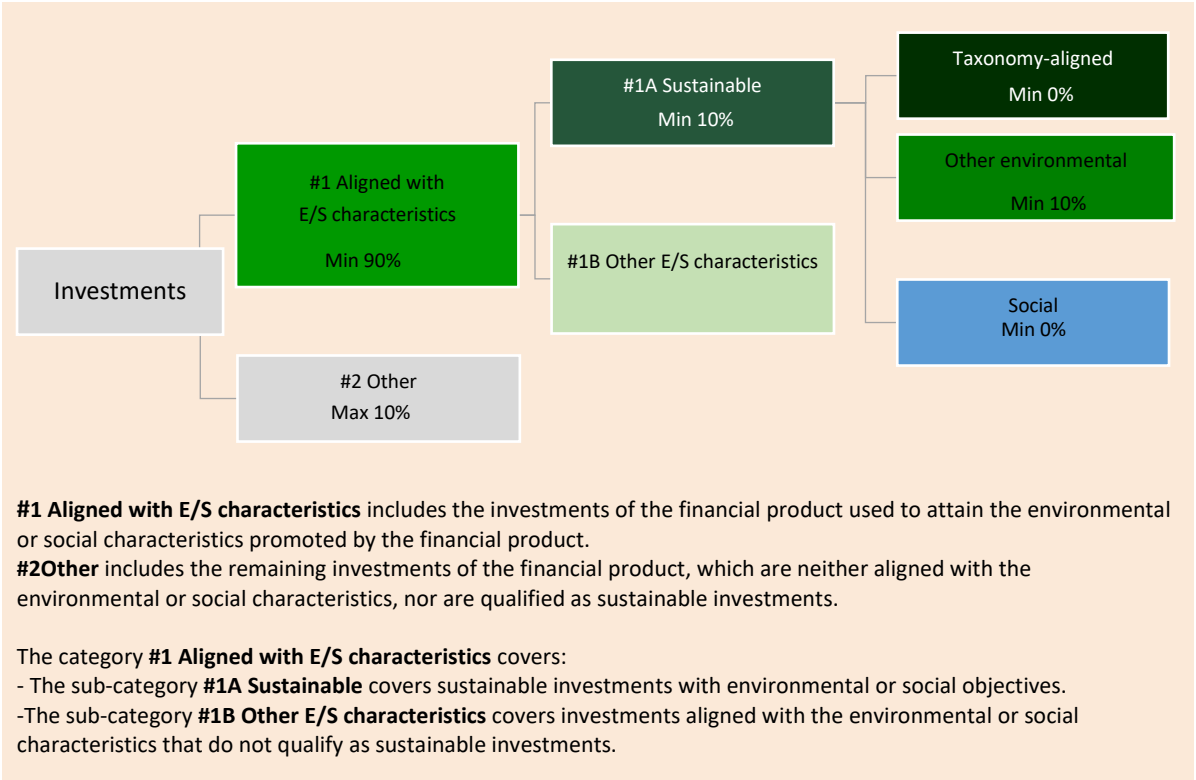 Investments
#1 Aligned with
E/S characteristics
Min 90%
#2 Other
Max 10%
#1A Sustainable
Min 10%
#1B Other E/S characteristics
Taxonomy-aligned
Min 0%
Other environmental
Min 10%
Social
Min 0%
#1 Aligned with E/S characteristics includes the investments of the financial product used to attain the environmental
or social characteristics promoted by the financial product.
#2Other includes the remaining investments of the financial product, which are neither aligned with the
environmental or social characteristics, nor are qualified as sustainable investments.
The category #1 Aligned with E/S characteristics covers:
- The sub-category #1A Sustainable covers sustainable investments with environmental or social objectives.
-The sub-category #1B Other E/S characteristics covers investments aligned with the environmental or social
characteristics that do not qualify as sustainable investments.